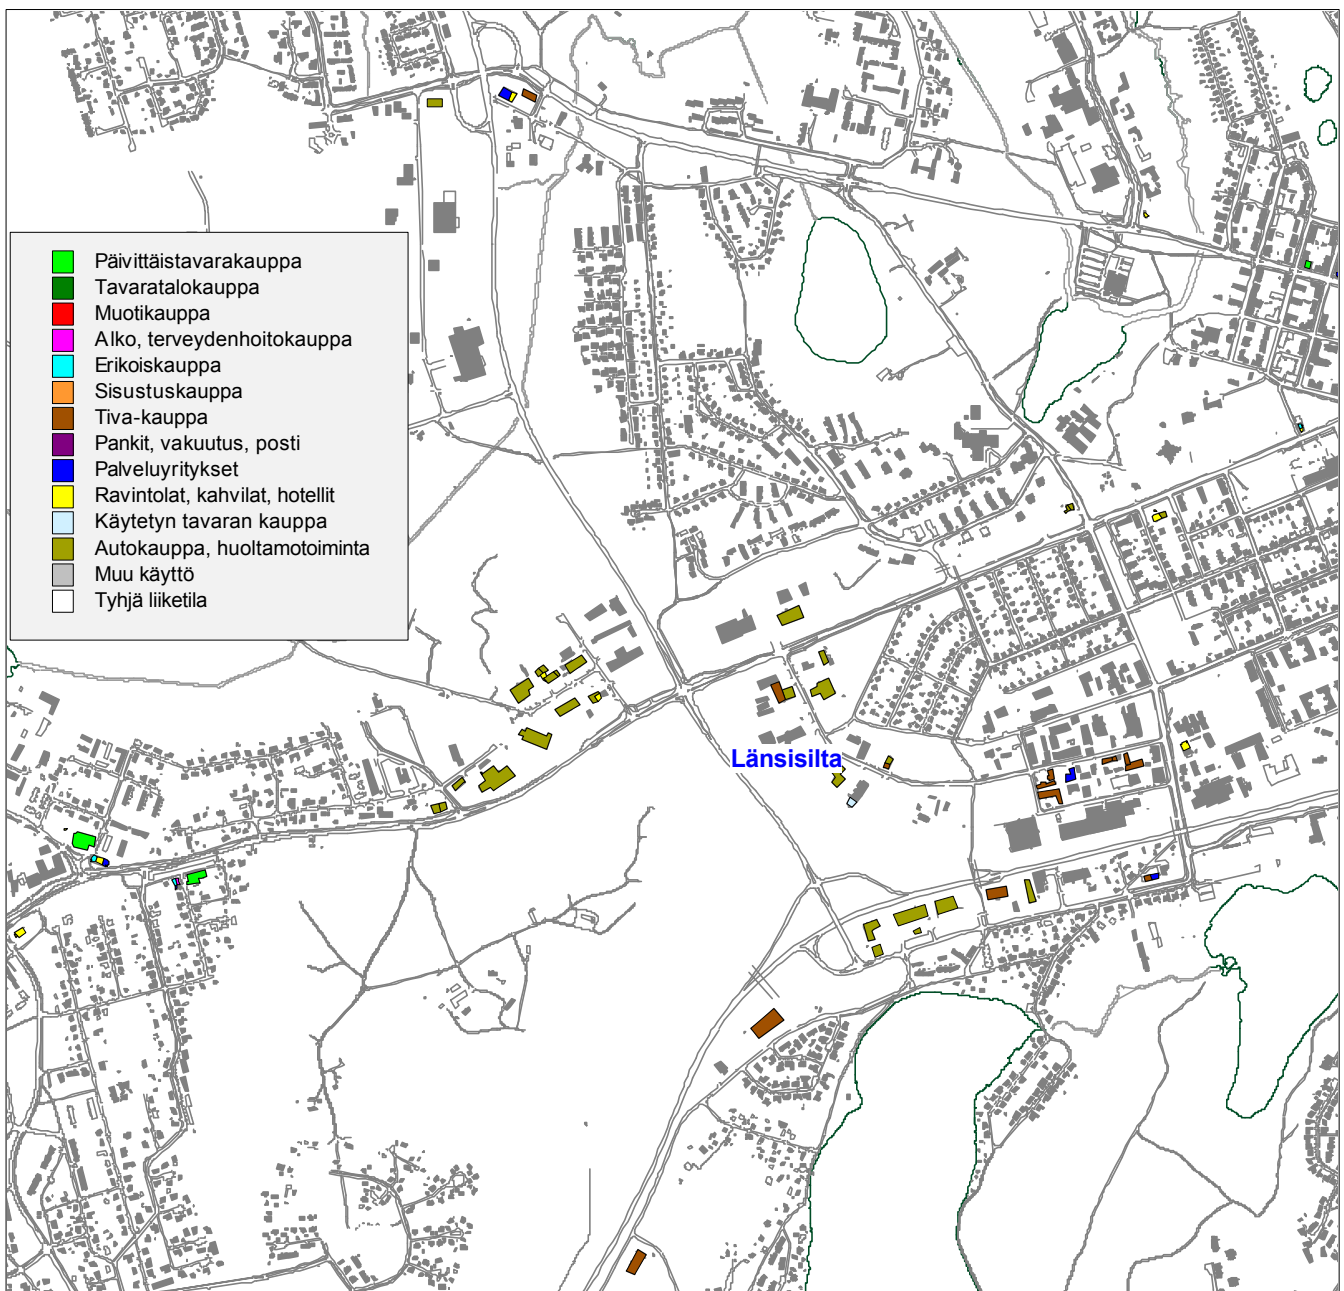 Päivittäistavarakauppa
Tavaratalokauppa
Muotikauppa
Alko, terveydenhoitokauppa
Erikoiskauppa
Sisustuskauppa
Tiva-kauppa
Pankit, vakuutus, posti
Palveluyritykset
Ravintolat, kahvilat, hotellit
Käytetyn tavaran kauppa
Autokauppa, huoltamotoiminta
Muu käyttö
Tyhjä liiketila
Länsisilta